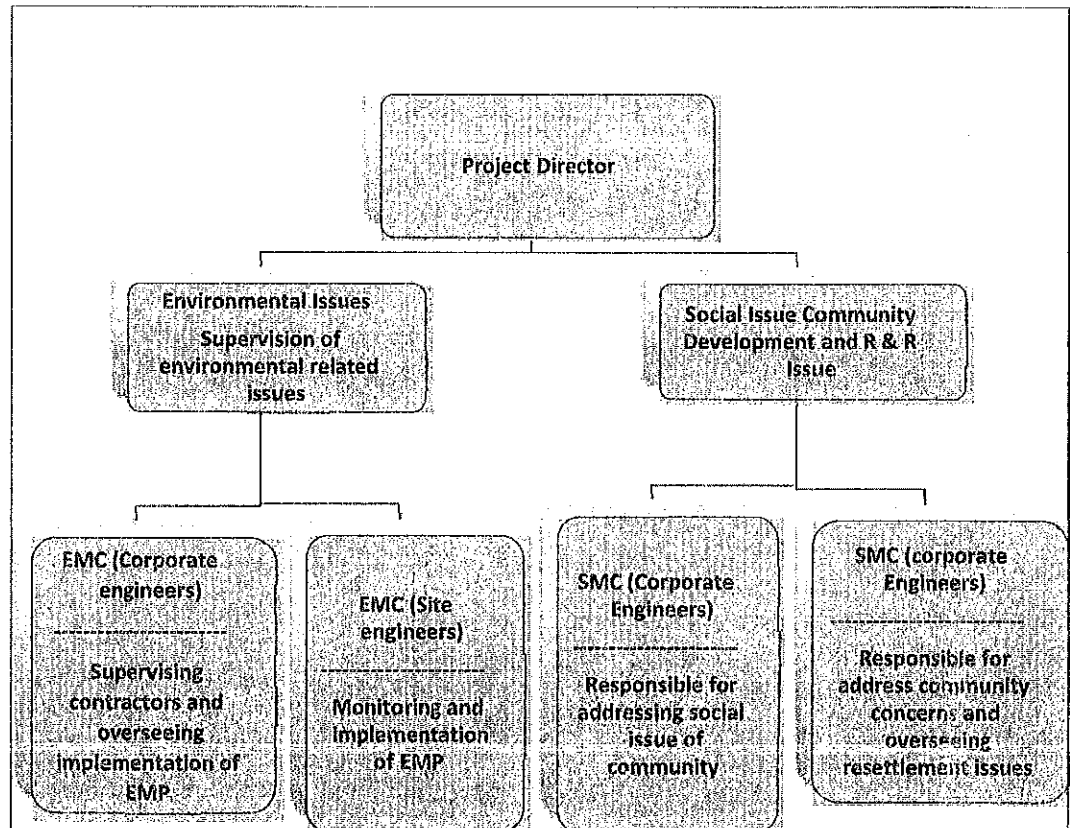 Project Director
Environmental Issues
Supervision of
environmental related
issues
Social Issue Community
Development and R & R
Issue
EMC (Corporate
engineers)
Supervising
contractors and
overseeing
implementation of
EMP
EMC (Site
engineers)
Monitoring and
implementation
of EMP
SMC (Corporate
Engineers)
Responsible for
addressing social
issue of
community
SMC (corporate
Engineers)
Responsible for
address community
concerns and
overseeing
resettlement issues